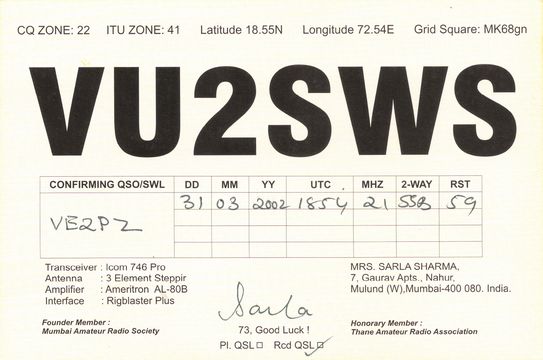 CQ ZONE: 22 ITU ZONE: 41 Latitude 18.55N Longitude 72.54E Grid Square: MK68gn
VU2SWS
CONFIRMING QSO/SWL DD MM YY UTC MHZ 2-WAY RST
VE2PZ 31 03 2002 1854 21 SSB 59
Transceiver : Icom 746 Pro
Antenna : 3 Element Steppir
Amplifier : Ameritron AL-80B
Interface : Rigblaster Plus
MRS. SARLA SHARMA,
7, Gaurav Apts., Nahur,
Mulund (W),Mumbai-400 080. India.
Sarla
73, Good Luck !
Pl. QSL Rcd QSL
Founder Member :
Mumbai Amateur Radio Society
Honorary Member :
Thane Amateur Radio Association